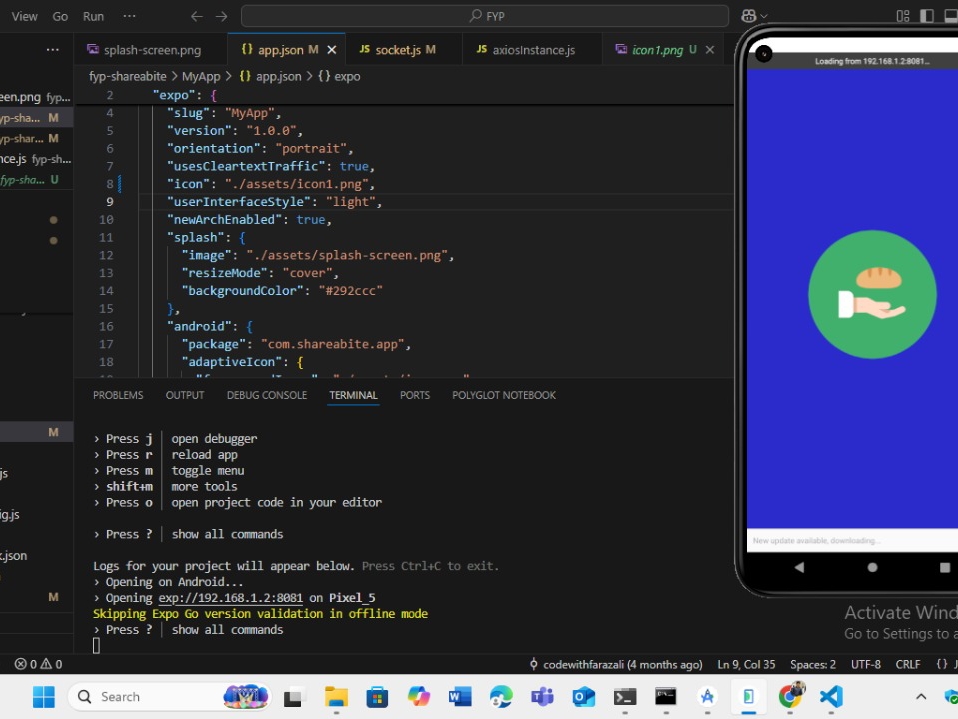 View Go Run ··· FYP
splash-screen.png app.json M socket.js M axiosInstance.js icon1.png U
fyp-shareabite > MyApp > app.json > {} expo
een.png fyp...
fyp-sha... M
fyp-shar... M
nce.js fyp-sh...
fyp-sha... U
M
js
ig.js
.json
M
2 "expo": {
4 "slug": "MyApp",
5 "version": "1.0.0",
6 "orientation": "portrait",
7 "usesCleartextTraffic": true,
8 "icon": "./assets/icon1.png",
9 "userInterfaceStyle": "light",
10 "newArchEnabled": true,
11 "splash": {
12 "image": "./assets/splash-screen.png",
13 "resizeMode": "cover",
14 "backgroundColor": "#292ccc"
15 },
16 "android": {
17 "package": "com.shareabite.app",
18 "adaptiveIcon": {
PROBLEMS OUTPUT DEBUG CONSOLE TERMINAL PORTS POLYGLOT NOTEBOOK
› Press j │ open debugger
› Press r │ reload app
› Press m │ toggle menu
› shift+m │ more tools
› Press o │ open project code in your editor
› Press ? │ show all commands
Logs for your project will appear below. Press Ctrl+C to exit.
› Opening on Android...
› Opening exp://192.168.1.2:8081 on Pixel_5
Skipping Expo Go version validation in offline mode
› Press ? │ show all commands
Loading from 192.168.1.2:8081...
New update available, downloading...
Activate Wind
Go to Settings to a
0 0 codewithfarazali (4 months ago) Ln 9, Col 35 Spaces: 2 UTF-8 CRLF {} J
Search